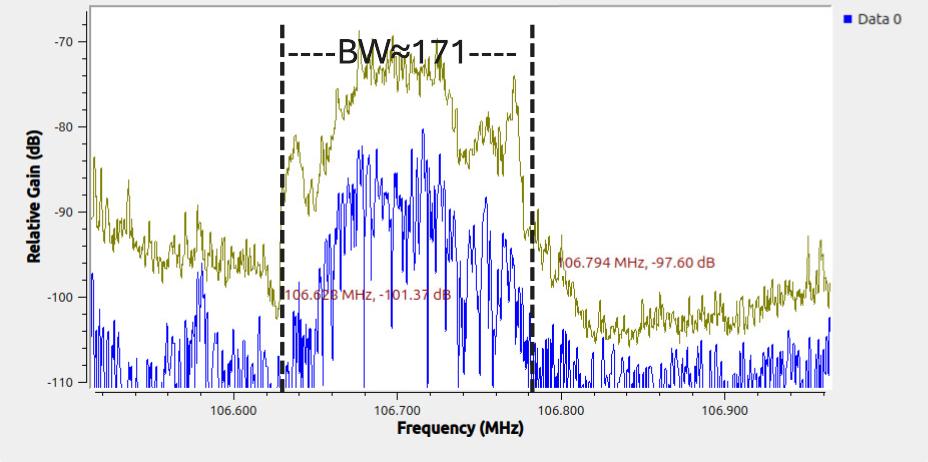 Data 0
-70
----BW≈171----
-80
-90
Relative Gain (dB)
106.794 MHz, -97.60 dB
106.628 MHz, -101.37 dB
-100
-110
106.600 106.700 106.800 106.900
Frequency (MHz)